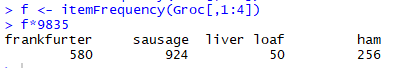 > f <- itemFrequency(Groc[,1:4])
> f*9835
frankfurter     sausage  liver loaf         ham
        580         924          50         256